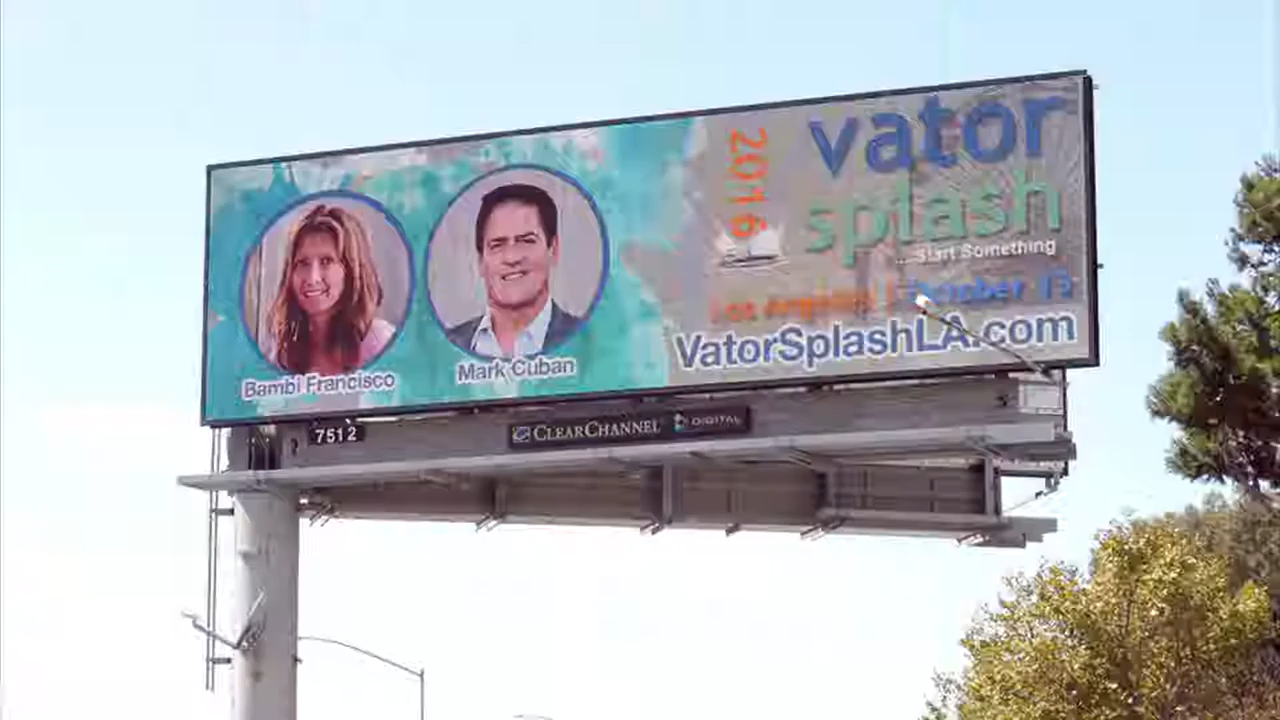 Bambi Francisco
Mark Cuban
2016
vator
splash
...Start Something
Los Angeles | October 13
VatorSplashLA.com
7512
CLEARCHANNEL DIGITAL